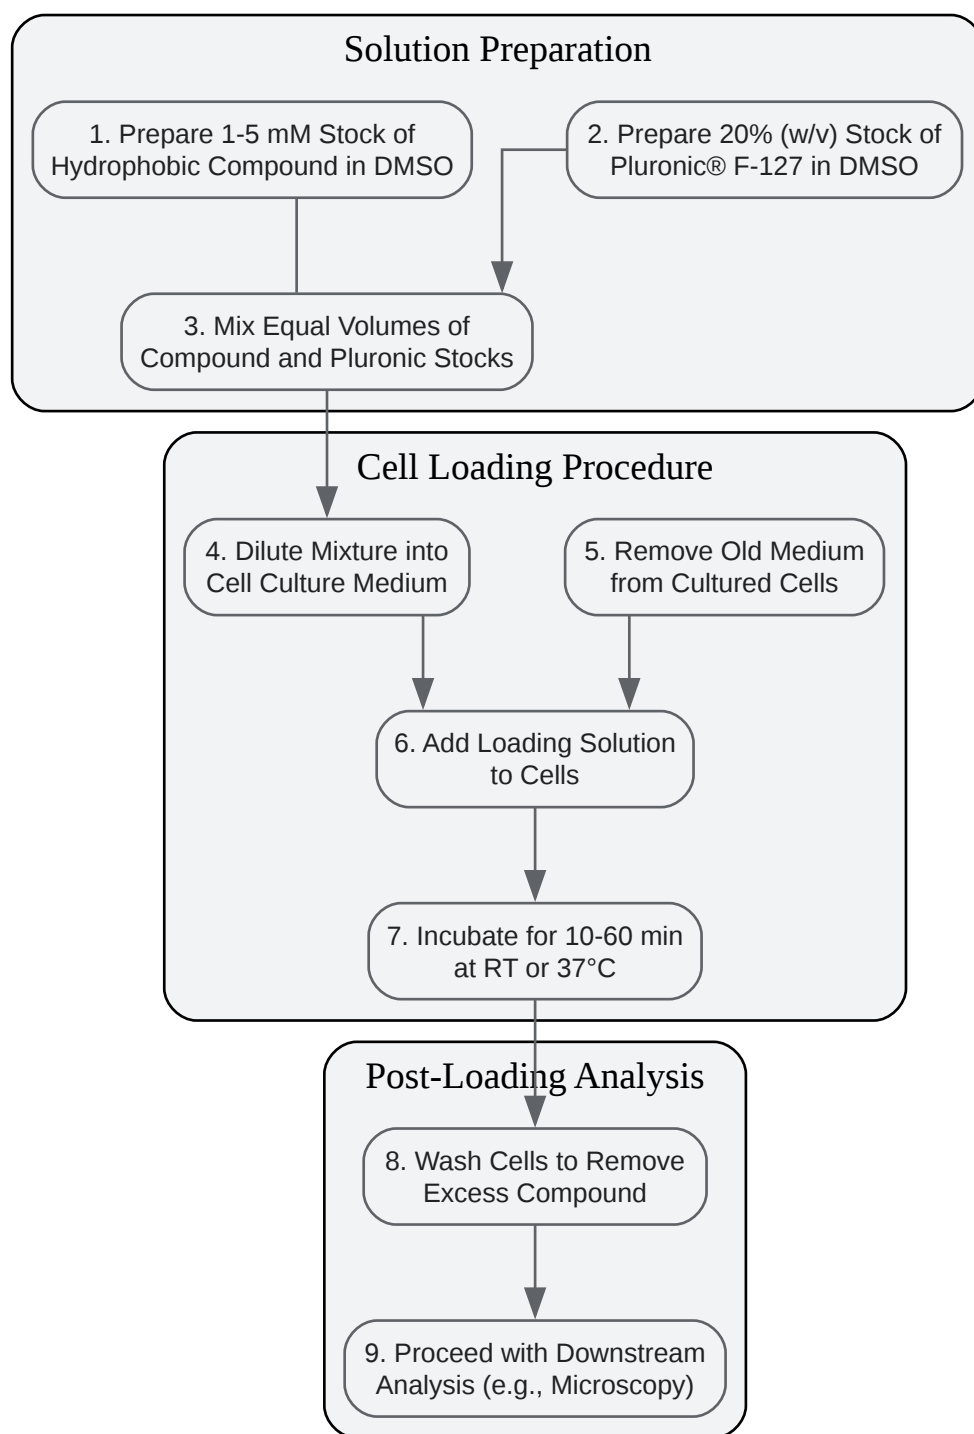 Solution Preparation
1. Prepare 1-5 mM Stock of
Hydrophobic Compound in DMSO
2. Prepare 20% (w/v) Stock of
Pluronic® F-127 in DMSO
3. Mix Equal Volumes of
Compound and Pluronic Stocks
Cell Loading Procedure
4. Dilute Mixture into
Cell Culture Medium
5. Remove Old Medium
from Cultured Cells
6. Add Loading Solution
to Cells
7. Incubate for 10-60 min
at RT or 37°C
Post-Loading Analysis
8. Wash Cells to Remove
Excess Compound
9. Proceed with Downstream
Analysis (e.g., Microscopy)